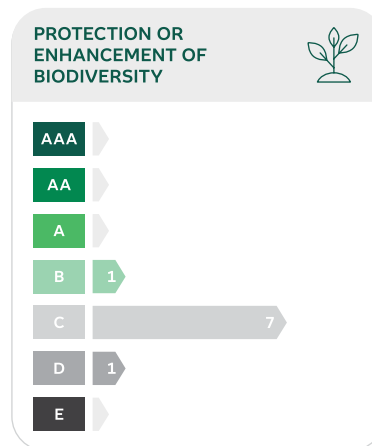 PROTECTION OR
ENHANCEMENT OF
BIODIVERSITY
AAA
AA
A
B 1
C 7
D 1
E